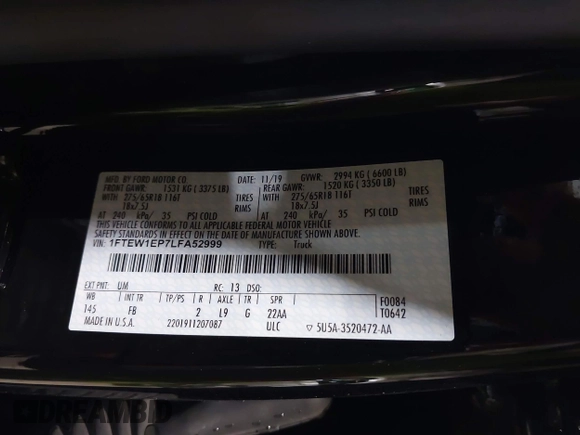 MFD. BY FORD MOTOR CO.
DATE: 11/19 GVWR: 2994 KG ( 6600 LB)
FRONT GAWR: 1531 KG ( 3375 LB) REAR GAWR: 1520 KG ( 3350 LB)
WITH 275/65R18 116T TIRES WITH 275/65R18 116T TIRES
18x7.5J RIMS 18x7.5J RIMS
AT 240 kPa/ 35 PSI COLD AT 240 kPa/ 35 PSI COLD
THIS VEHICLE CONFORMS TO ALL APPLICABLE FEDERAL MOTOR VEHICLE
SAFETY STANDARDS IN EFFECT ON THE DATE OF MANUFACTURE SHOWN ABOVE.
VIN: 1FTEW1EP7LFA52999 TYPE: Truck
EXT PNT: UM RC: 13 DSO:
WB INT TR TP/PS R AXLE TR SPR F0084
145 FB 2 L9 G 22AA T0642
MADE IN U.S.A. 2201911207087 ULC 5U5A-3520472-AA
DREAMBID